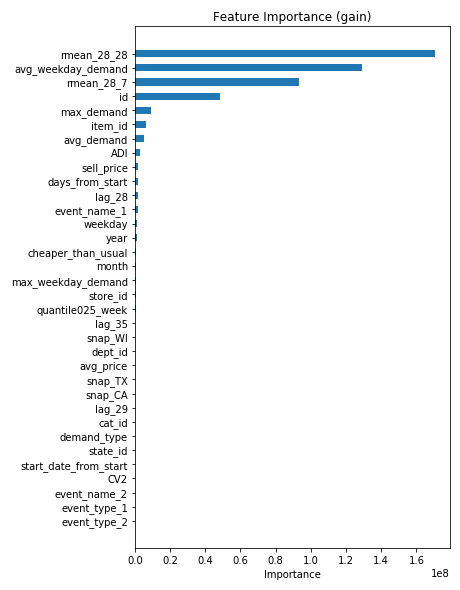 Feature Importance (gain)
rmean_28_28
avg_weekday_demand
rmean_28_7
id
max_demand
item_id
avg_demand
ADI
sell_price
days_from_start
lag_28
event_name_1
weekday
year
cheaper_than_usual
month
max_weekday_demand
store_id
quantile025_week
lag_35
snap_WI
dept_id
avg_price
snap_TX
snap_CA
lag_29
cat_id
demand_type
state_id
start_date_from_start
CV2
event_name_2
event_type_1
event_type_2
0.0 0.2 0.4 0.6 0.8 1.0 1.2 1.4 1.6
1e8
Importance